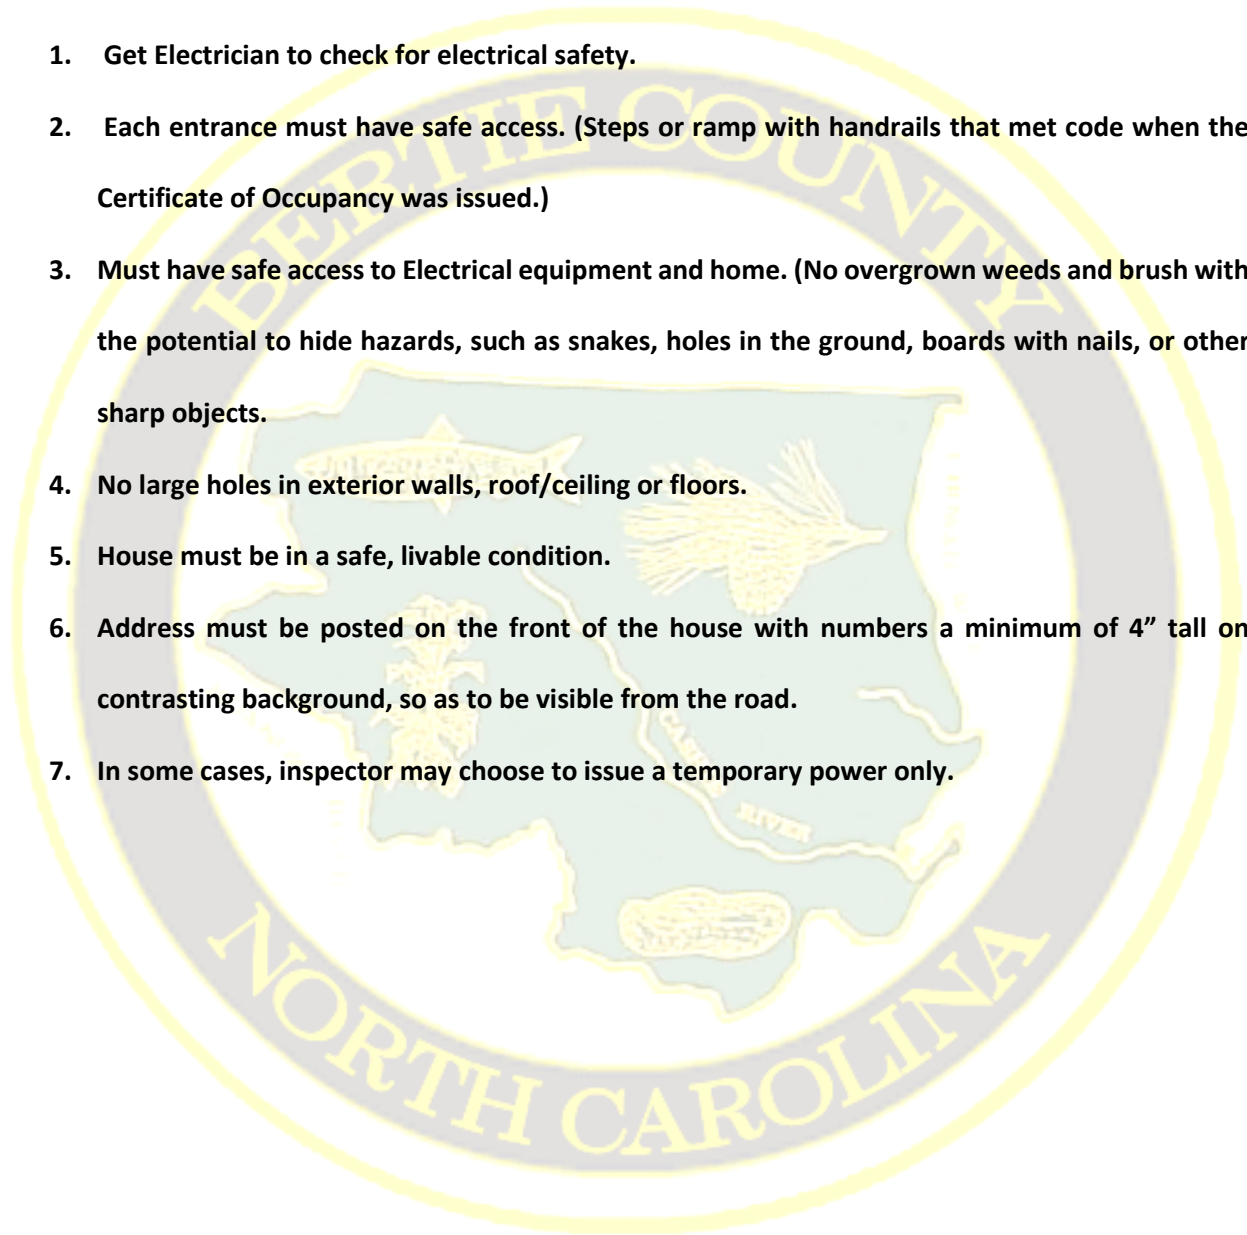 1. Get Electrician to check for electrical safety.
2. Each entrance must have safe access. (Steps or ramp with handrails that met code when the
Certificate of Occupancy was issued.)
3. Must have safe access to Electrical equipment and home. (No overgrown weeds and brush with
the potential to hide hazards, such as snakes, holes in the ground, boards with nails, or other
sharp objects.
4. No large holes in exterior walls, roof/ceiling or floors.
5. House must be in a safe, livable condition.
6. Address must be posted on the front of the house with numbers a minimum of 4” tall on
contrasting background, so as to be visible from the road.
7. In some cases, inspector may choose to issue a temporary power only.
BERTIE COUNTY
RIVER
NORTH CAROLINA